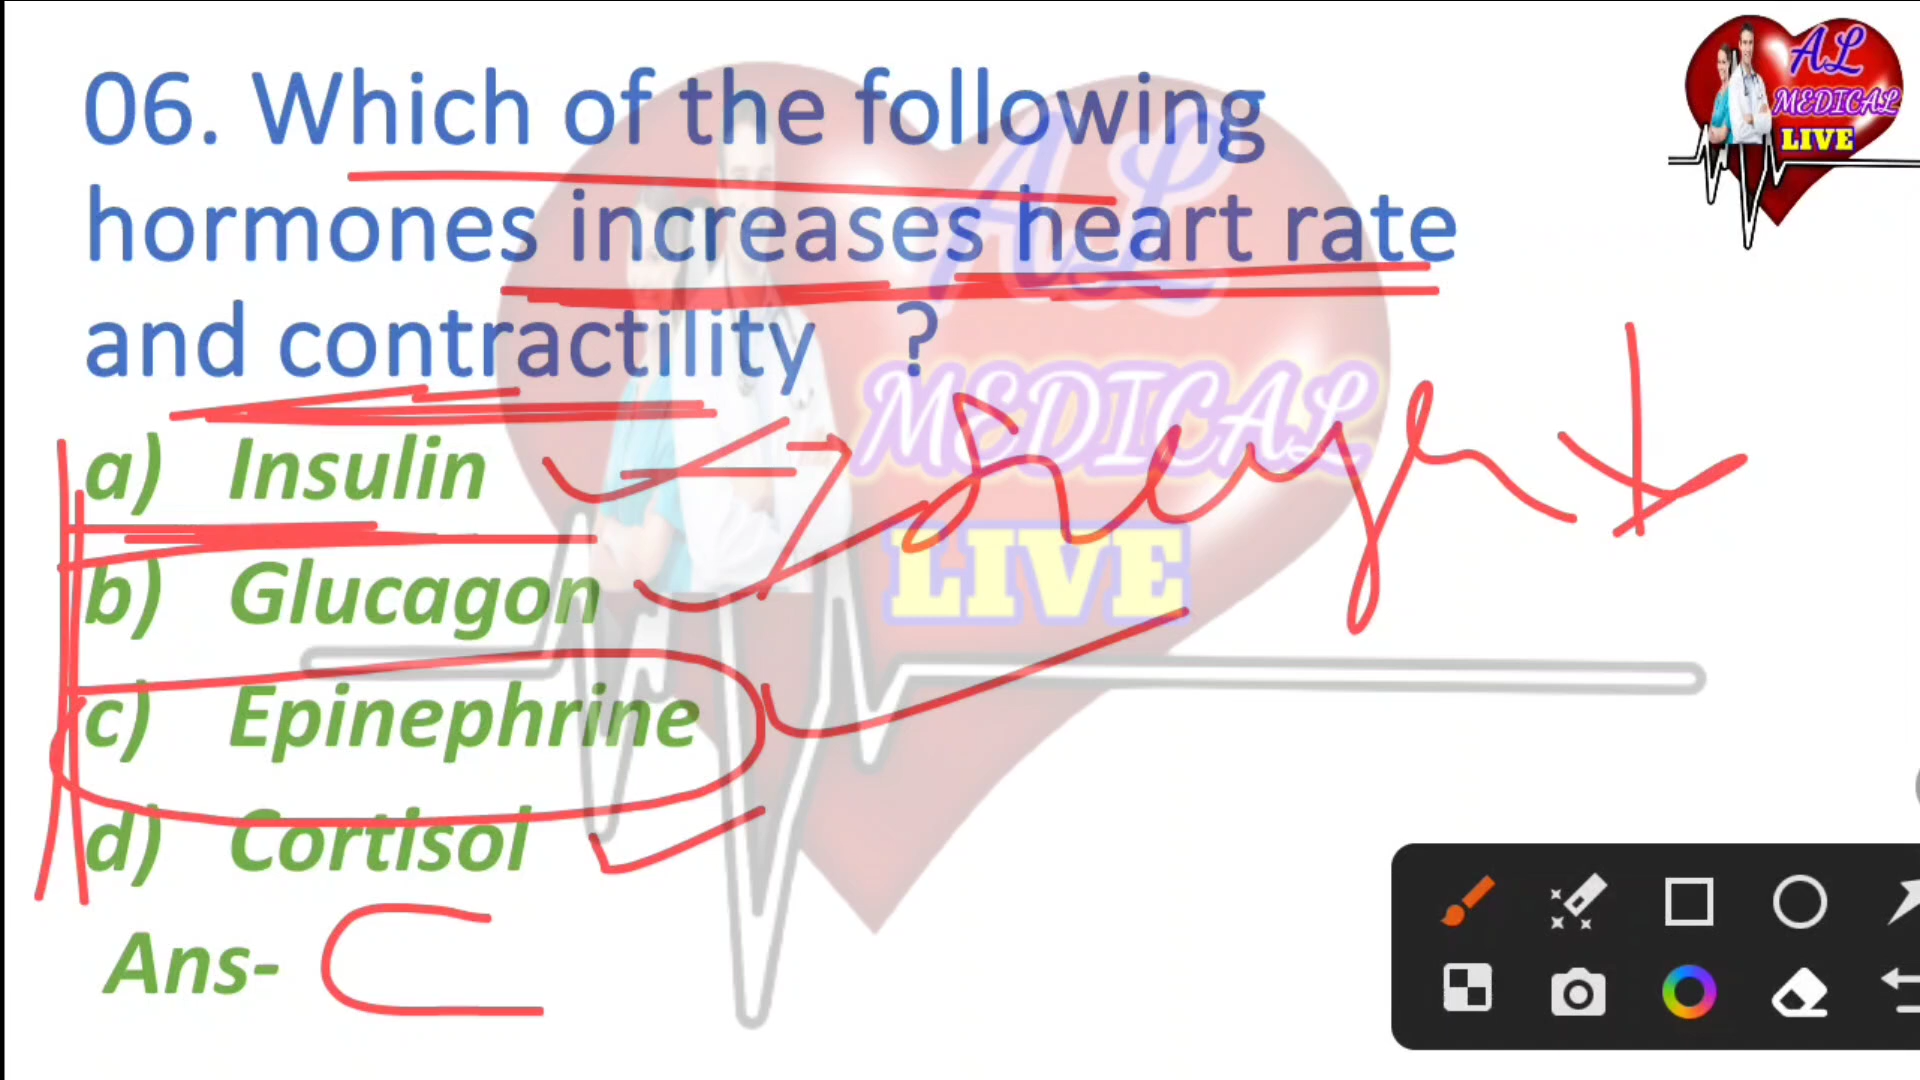 06. Which of the following
hormones increases heart rate
and contractility ?
a) Insulin
b) Glucagon
c) Epinephrine
d) Cortisol
Ans- C
AL
MEDICAL
LIVE
AL
MEDICAL
LIVE